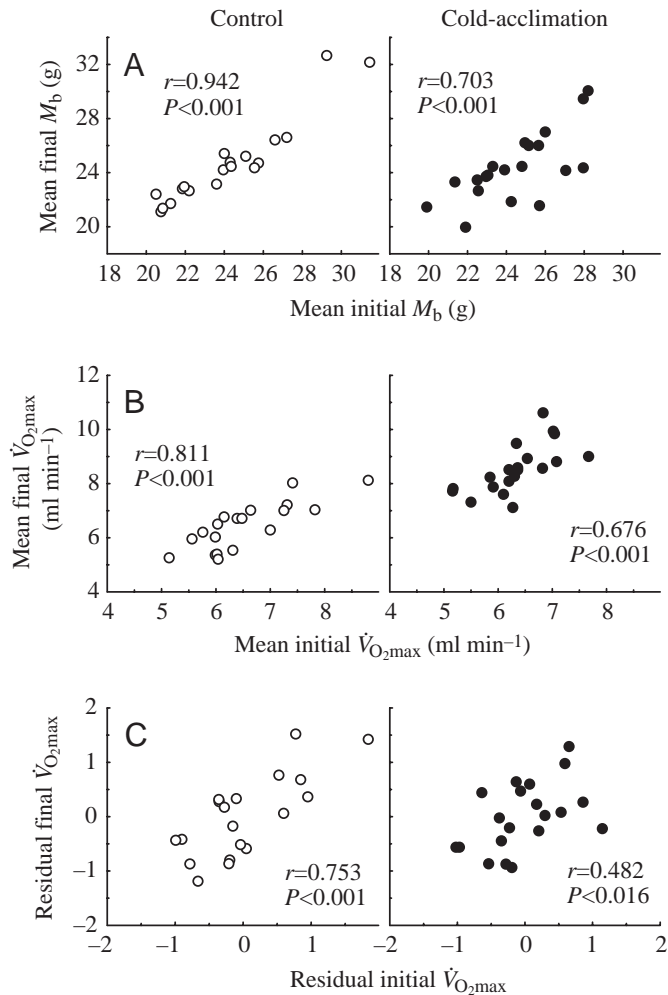 Control Cold-acclimation
A
Mean final Mb (g)
32
28
24
20
r=0.942
P<0.001
r=0.703
P<0.001
18 20 22 24 26 28 30 18 20 22 24 26 28 30
Mean initial Mb (g)
B
Mean final V̇O2max
(ml min–1)
12
10
8
6
4
r=0.811
P<0.001
r=0.676
P<0.001
4 5 6 7 8 4 5 6 7 8
Mean initial V̇O2max (ml min–1)
C
Residual final V̇O2max
2
1
0
–1
–2
r=0.753
P<0.001
r=0.482
P<0.016
–2 –1 0 1 –2 –1 0 1 2
Residual initial V̇O2max